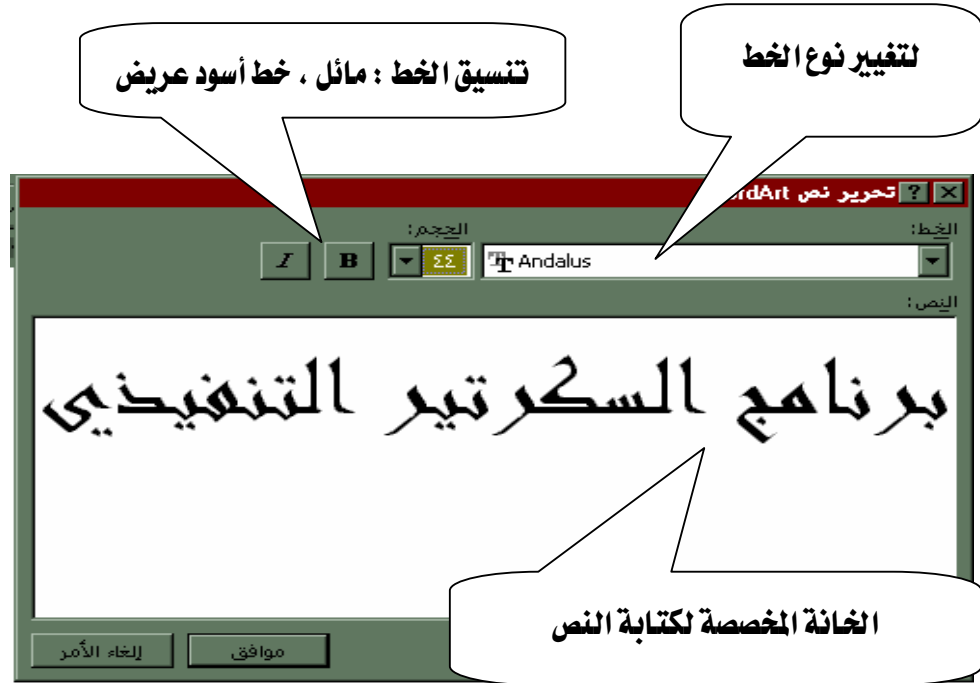 لتغيير نوع الخط
تنسيق الخط : مائل ، خط أسود عريض
تحرير نص rdArt
الخط:
الحجم:
Andalus
٤٤
B
I
النص:
برنامج السكرتير التنفيذي
الخانة المخصصة لكتابة النص
موافق
إلغاء الأمر